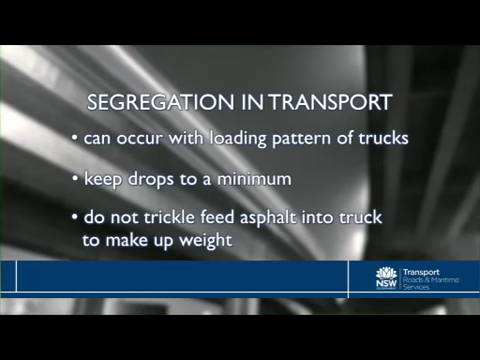 SEGREGATION IN TRANSPORT
• can occur with loading pattern of trucks
• keep drops to a minimum
• do not trickle feed asphalt into truck
to make up weight
NSW
Transport
Roads & Maritime
Services